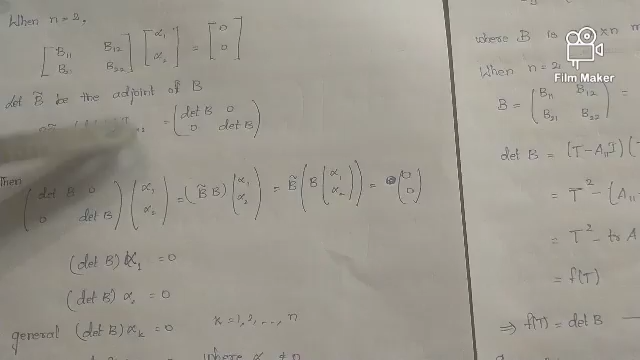 When n = 2,
[B11 B12
B21 B22] [α1
α2] = [0
0]
Let B̃ be the adjoint of B
= (det B 0
0 det B)
Then
(det B 0
0 det B) (α1
α2) = (B̃ B) (α1
α2) = B̃ (B (α1
α2)) = (0
0)
(det B) α1 = 0
(det B) α2 = 0
general (det B) αk = 0 k = 1, 2, ..., n
where B is n
When n = 2,
B = (B11 B12
B21 B22) =
det B = (T - A11 I) (
= T² - (A11
= T² - tr A
= f(T)
⇒ f(T) = det B
Film Maker